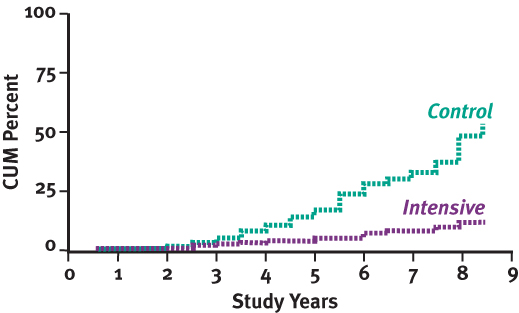 100
75
50
25
0
CUM Percent
Control
Intensive
0 1 2 3 4 5 6 7 8 9
Study Years